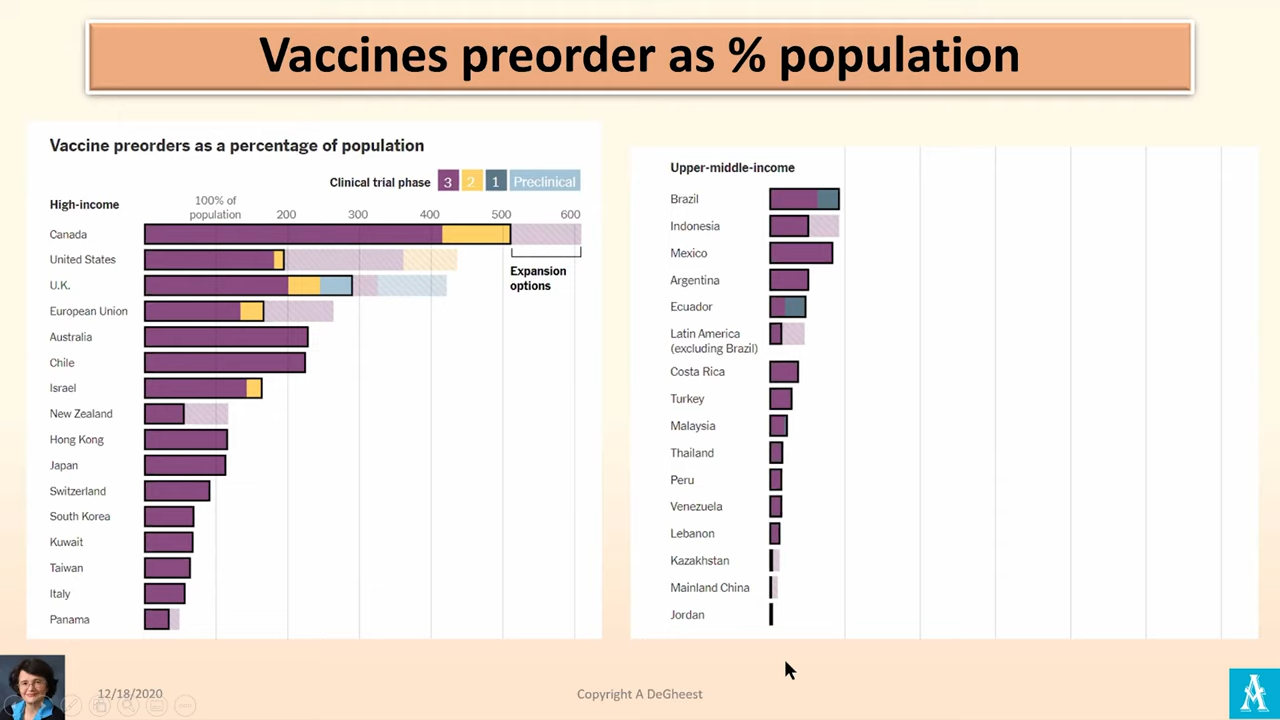 Vaccines preorder as % population
Vaccine preorders as a percentage of population
Clinical trial phase 3 2 1 Preclinical
High-income
100% of
population 200 300 400 500 600
Canada
United States
Expansion
options
U.K.
European Union
Australia
Chile
Israel
New Zealand
Hong Kong
Japan
Switzerland
South Korea
Kuwait
Taiwan
Italy
Panama
Upper-middle-income
Brazil
Indonesia
Mexico
Argentina
Ecuador
Latin America
(excluding Brazil)
Costa Rica
Turkey
Malaysia
Thailand
Peru
Venezuela
Lebanon
Kazakhstan
Mainland China
Jordan
12/18/2020
Copyright A DeGheest
A